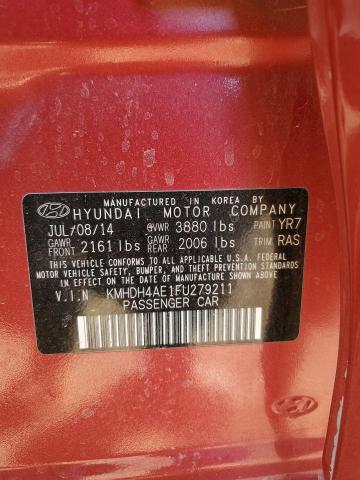 MANUFACTURED IN KOREA BY
HYUNDAI MOTOR COMPANY
JUL/08/14 GVWR 3880 lbs PAINT YR7
GAWR FRONT 2161 lbs GAWR REAR 2006 lbs TRIM RAS
THIS VEHICLE CONFORMS TO ALL APPLICABLE U.S. FEDERAL
MOTOR VEHICLE SAFETY, BUMPER, AND THEFT PREVENTION STANDARDS
IN EFFECT ON THE DATE OF MANUFACTURE SHOWN ABOVE.
V.I.N KMHDH4AE1FU279211
PASSENGER CAR